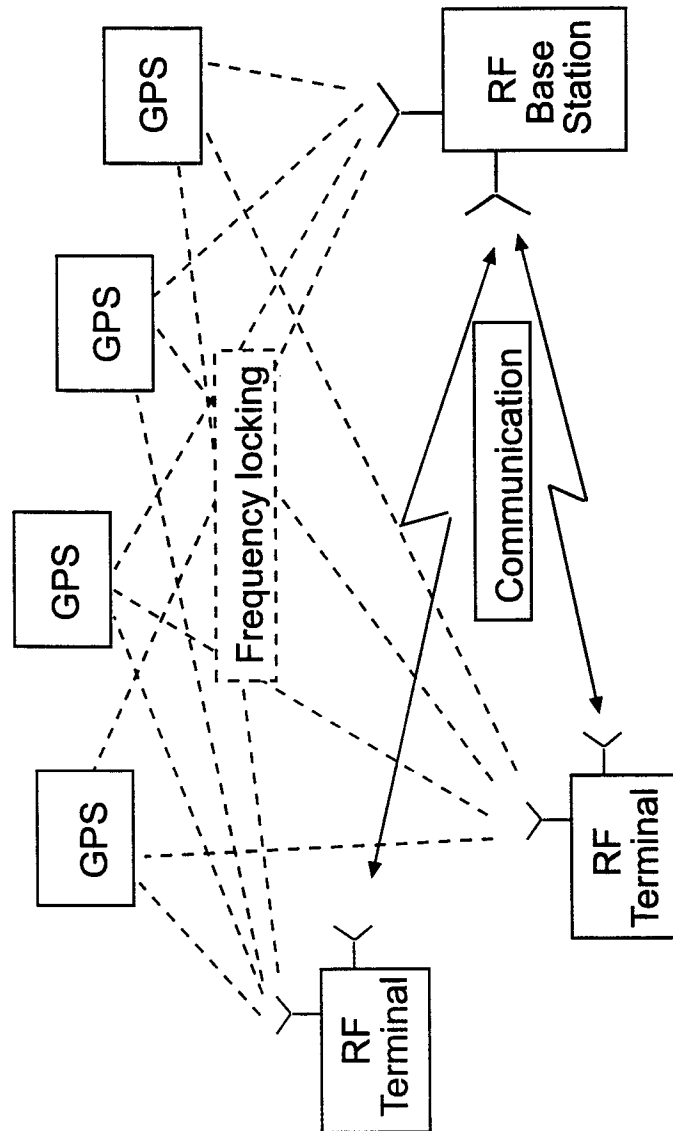 GPS
GPS
GPS
GPS
Frequency locking
Communication
RF
Terminal
RF
Terminal
RF
Base
Station